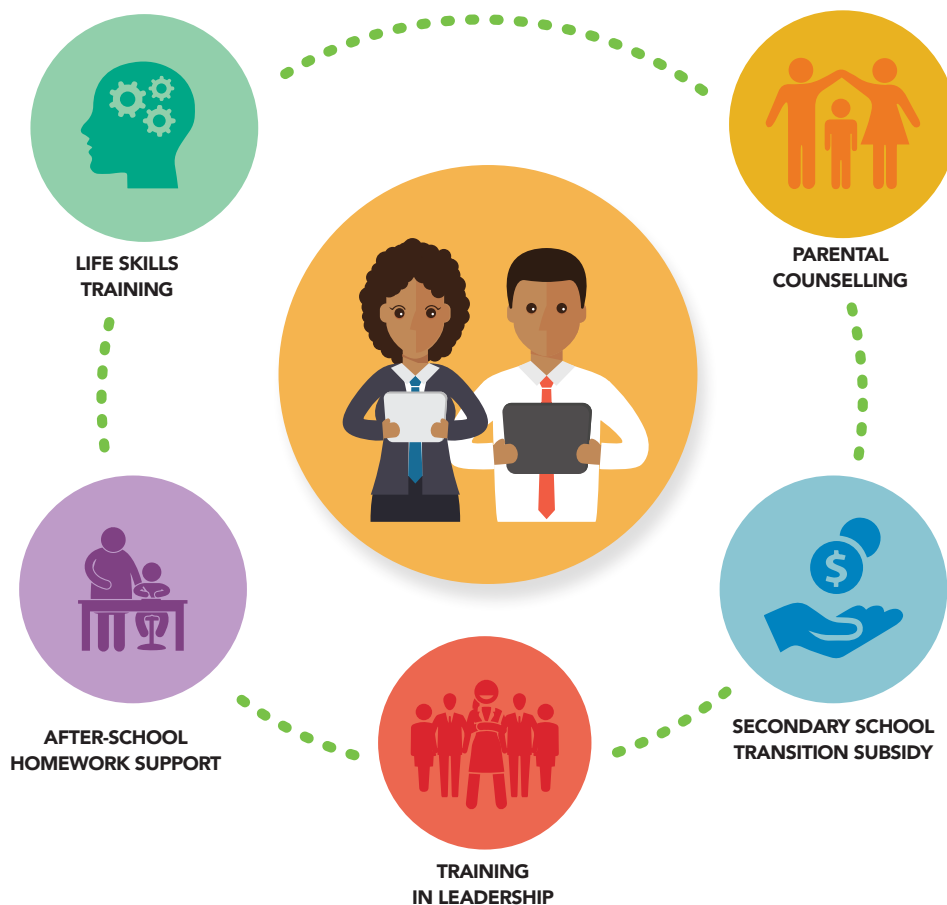 LIFE SKILLS
TRAINING
PARENTAL
COUNSELLING
$
AFTER-SCHOOL
HOMEWORK SUPPORT
SECONDARY SCHOOL
TRANSITION SUBSIDY
TRAINING
IN LEADERSHIP